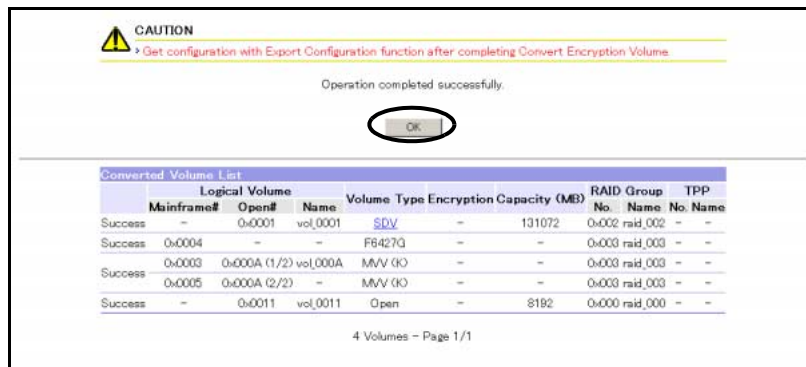 CAUTION
Get configuration with Export Configuration function after completing Convert Encryption Volume.
Operation completed successfully.
OK
Converted Volume List
Logical Volume Volume Type Encryption Capacity (MB) RAID Group TPP
Mainframe# Open# Name No. Name No. Name
Success - 0x0001 vol_0001 SDV - 131072 0x002 raid_002 - -
Success 0x0004 - - F6427G - - 0x003 raid_003 - -
Success 0x0003 0x000A (1/2) vol_000A MVV (K) - - 0x003 raid_003 - -
0x0005 0x000A (2/2) - MVV (K) - - 0x003 raid_003 - -
Success - 0x0011 vol_0011 Open - 8192 0x000 raid_000 - -
4 Volumes - Page 1/1